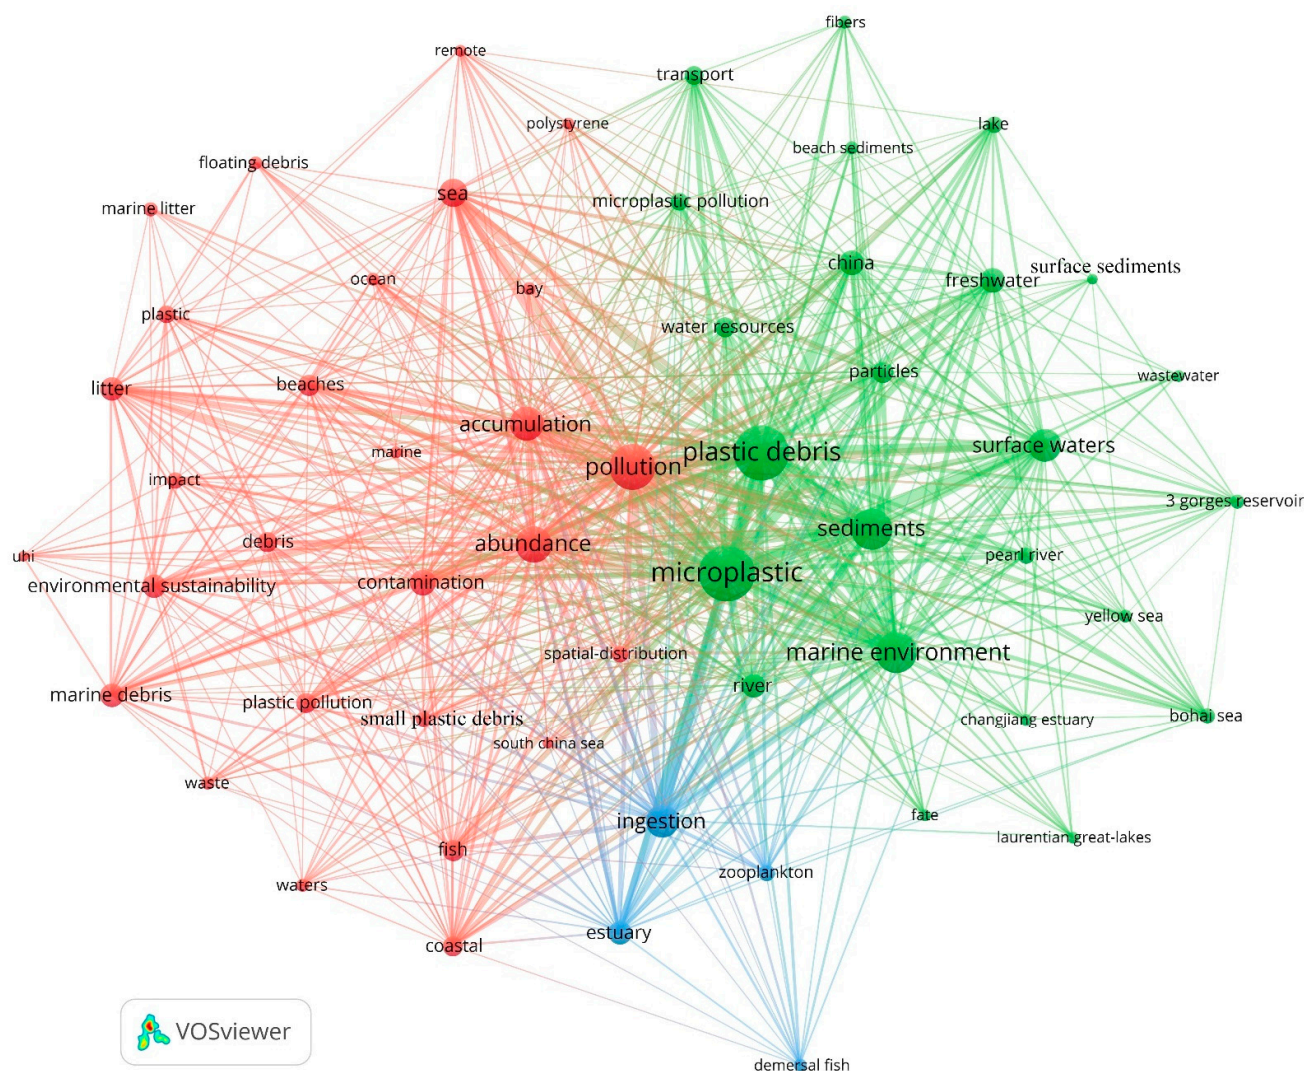 fibers
remote
transport
polystyrene
lake
beach sediments
floating debris
sea
microplastic pollution
marine litter
china
surface sediments
ocean
freshwater
bay
plastic
water resources
particles
wastewater
beaches
litter
accumulation
surface waters
marine
plastic debris
pollution
impact
3 gorges reservoir
sediments
debris
abundance
uhi
pearl river
microplastic
environmental sustainability
contamination
yellow sea
spatial-distribution
marine environment
river
marine debris
plastic pollution
small plastic debris
changjiang estuary
bohai sea
south china sea
waste
fate
ingestion
laurentian great-lakes
fish
zooplankton
waters
estuary
coastal
VOSviewer
demersal fish